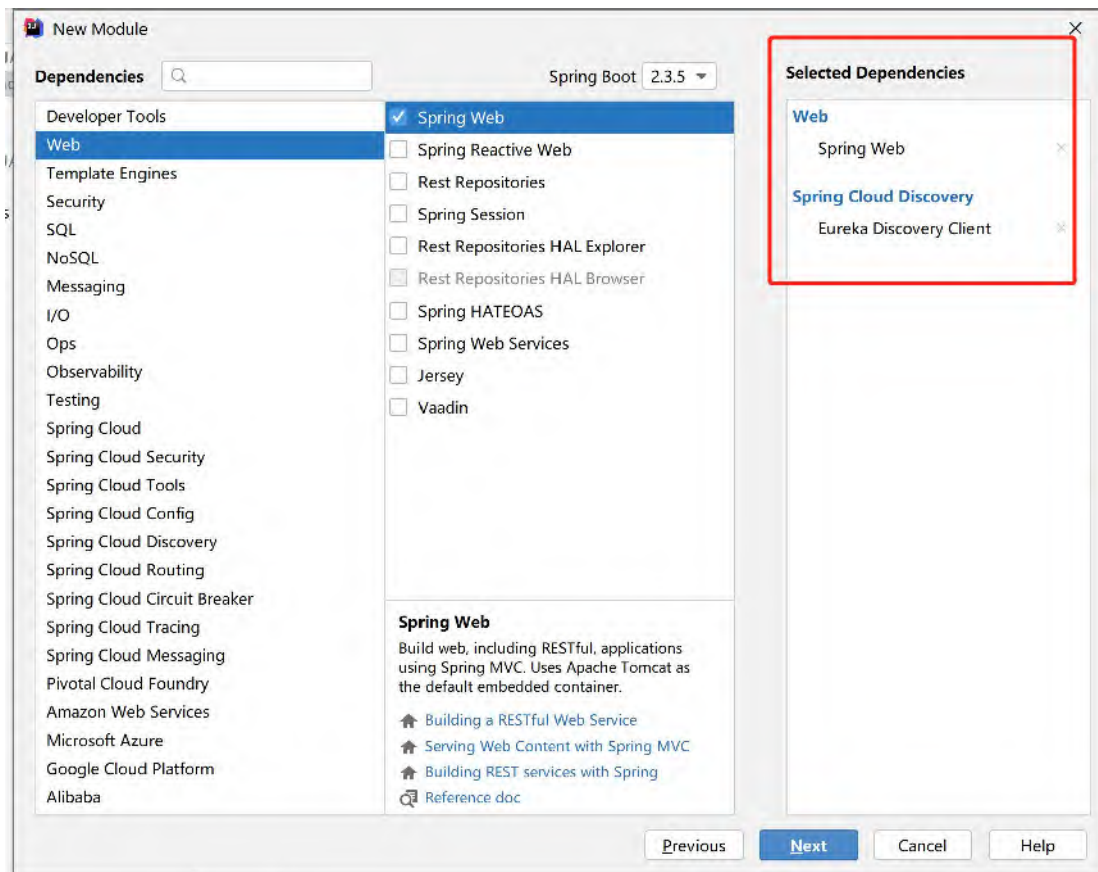 New Module
Dependencies
Spring Boot 2.3.5
Developer Tools
Web
Template Engines
Security
SQL
NoSQL
Messaging
I/O
Ops
Observability
Testing
Spring Cloud
Spring Cloud Security
Spring Cloud Tools
Spring Cloud Config
Spring Cloud Discovery
Spring Cloud Routing
Spring Cloud Circuit Breaker
Spring Cloud Tracing
Spring Cloud Messaging
Pivotal Cloud Foundry
Amazon Web Services
Microsoft Azure
Google Cloud Platform
Alibaba
Spring Web
Spring Reactive Web
Rest Repositories
Spring Session
Rest Repositories HAL Explorer
Rest Repositories HAL Browser
Spring HATEOAS
Spring Web Services
Jersey
Vaadin
Spring Web
Build web, including RESTful, applications
using Spring MVC. Uses Apache Tomcat as
the default embedded container.
Building a RESTful Web Service
Serving Web Content with Spring MVC
Building REST services with Spring
Reference doc
Selected Dependencies
Web
Spring Web
Spring Cloud Discovery
Eureka Discovery Client
Previous
Next
Cancel
Help